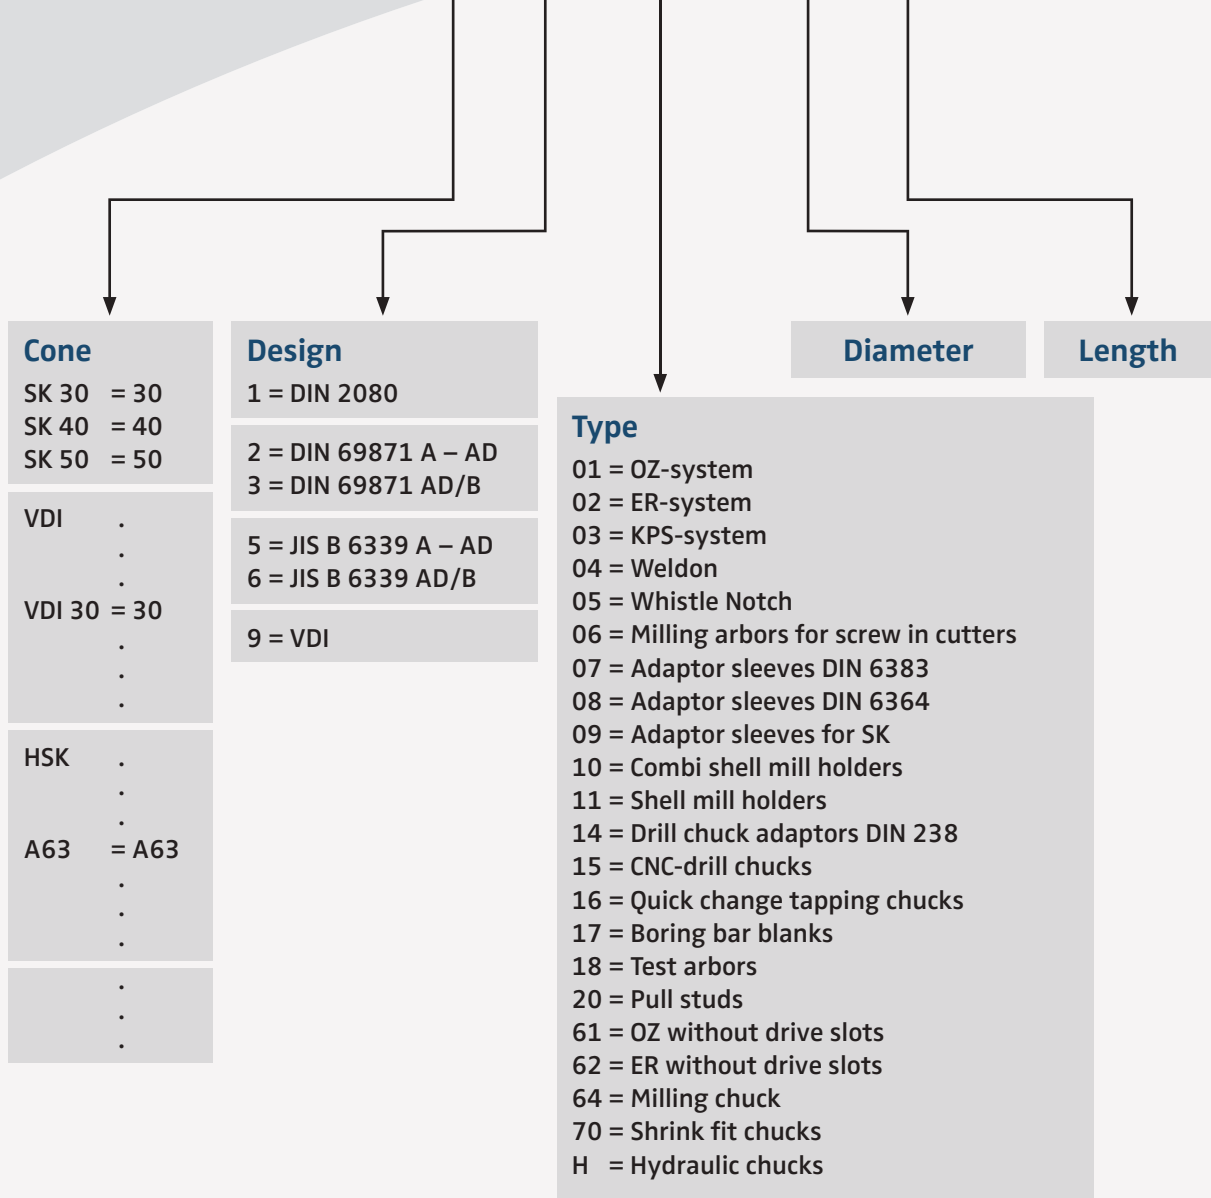 Cone
SK 30 = 30
SK 40 = 40
SK 50 = 50
VDI .
.
.
VDI 30 = 30
.
.
.
HSK .
.
.
A63 = A63
.
.
.
.
.
.
Design
1 = DIN 2080
2 = DIN 69871 A – AD
3 = DIN 69871 AD/B
5 = JIS B 6339 A – AD
6 = JIS B 6339 AD/B
9 = VDI
Type
01 = OZ-system
02 = ER-system
03 = KPS-system
04 = Weldon
05 = Whistle Notch
06 = Milling arbors for screw in cutters
07 = Adaptor sleeves DIN 6383
08 = Adaptor sleeves DIN 6364
09 = Adaptor sleeves for SK
10 = Combi shell mill holders
11 = Shell mill holders
14 = Drill chuck adaptors DIN 238
15 = CNC-drill chucks
16 = Quick change tapping chucks
17 = Boring bar blanks
18 = Test arbors
20 = Pull studs
61 = OZ without drive slots
62 = ER without drive slots
64 = Milling chuck
70 = Shrink fit chucks
H = Hydraulic chucks
Diameter
Length